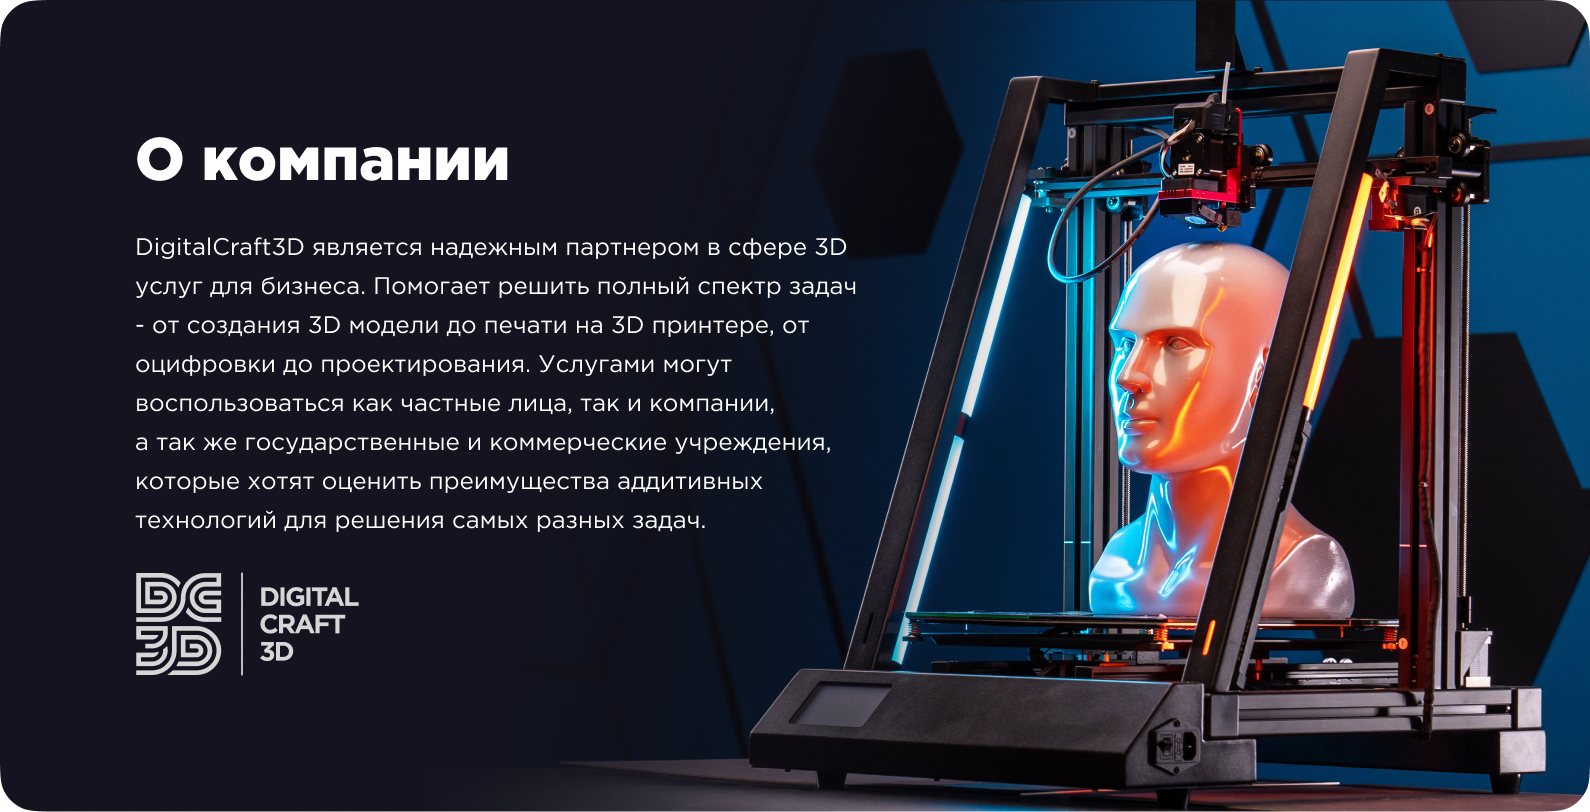 О компании
DigitalCraft3D является надежным партнером в сфере 3D
услуг для бизнеса. Помогает решить полный спектр задач
- от создания 3D модели до печати на 3D принтере, от
оцифровки до проектирования. Услугами могут
воспользоваться как частные лица, так и компании,
а так же государственные и коммерческие учреждения,
которые хотят оценить преимущества аддитивных
технологий для решения самых разных задач.
DC
3D
DIGITAL
CRAFT
3D